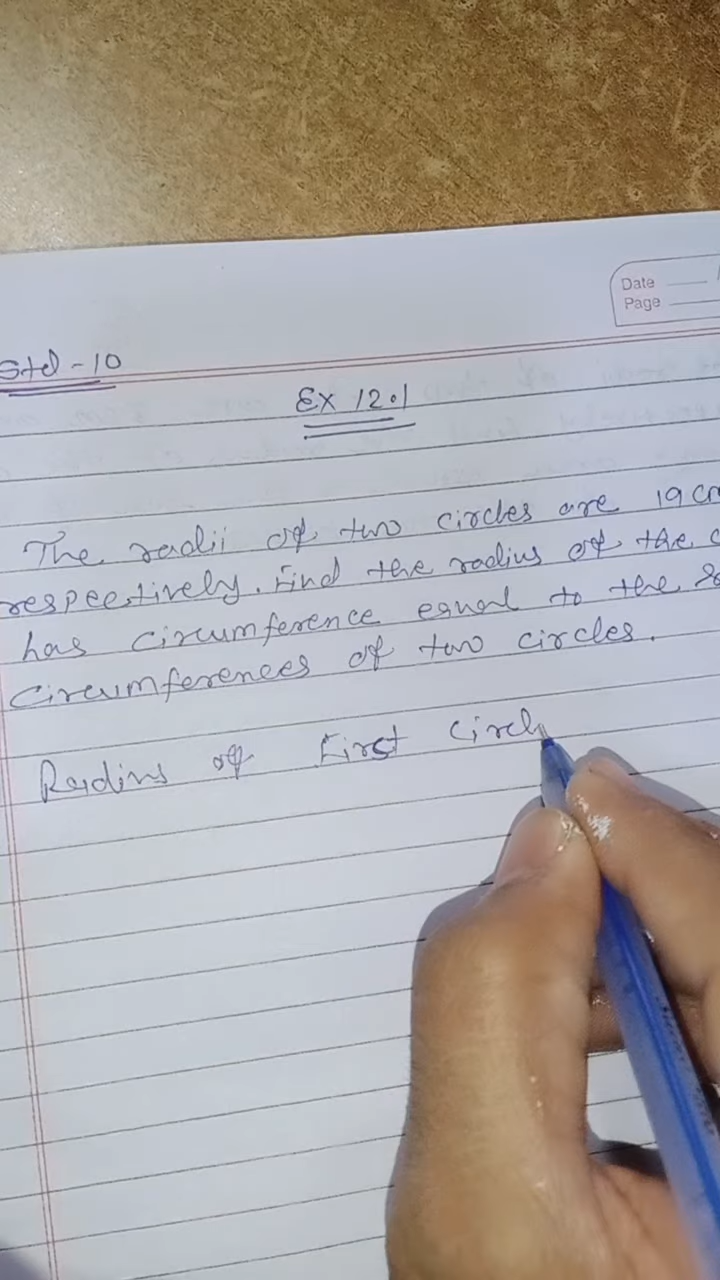 Date
Page
Std - 10
Ex 12.1
The radii of two circles are 19 cm
respectively. Find the radius of the
has circumference equal to the
circumferences of two circles.
Radius of First Circl